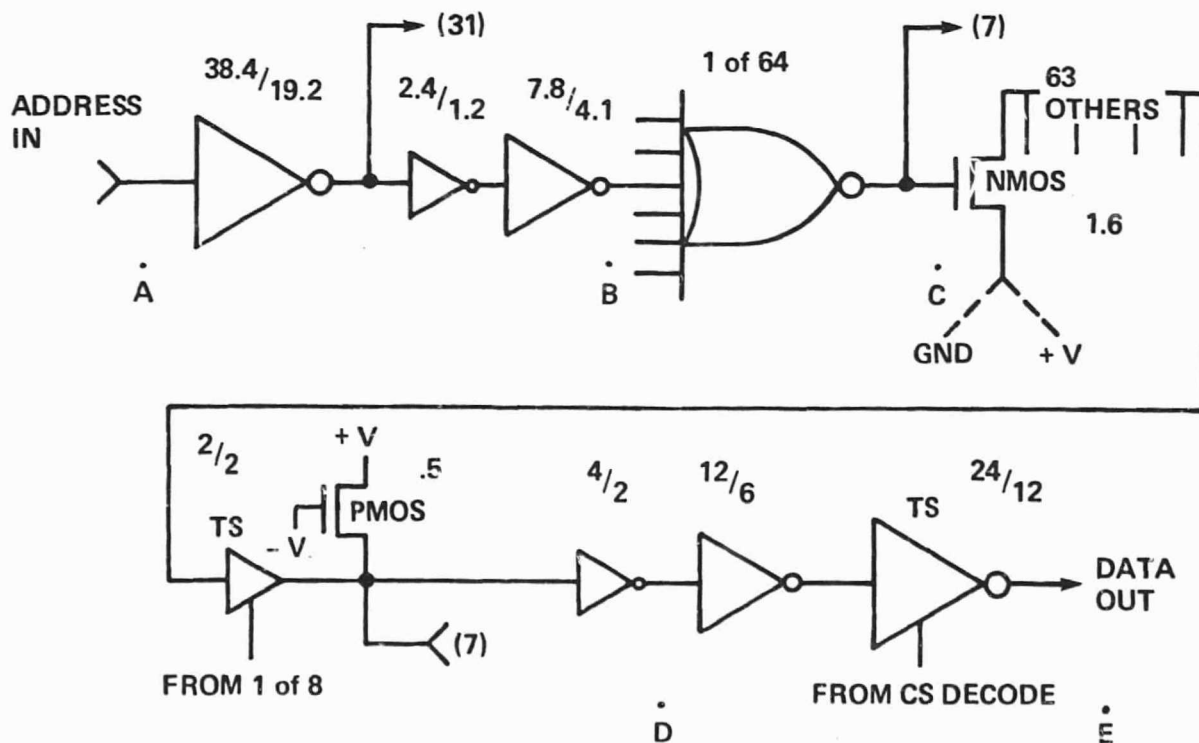 (31)
(7)
38.4/19.2
2.4/1.2
7.8/4.1
1 of 64
63
OTHERS
ADDRESS
IN
NMOS
1.6
A
B
C
GND
+ V
2/2
+ V
.5
4/2
12/6
24/12
TS
PMOS
TS
- V
DATA
OUT
(7)
FROM 1 of 8
FROM CS DECODE
D
E